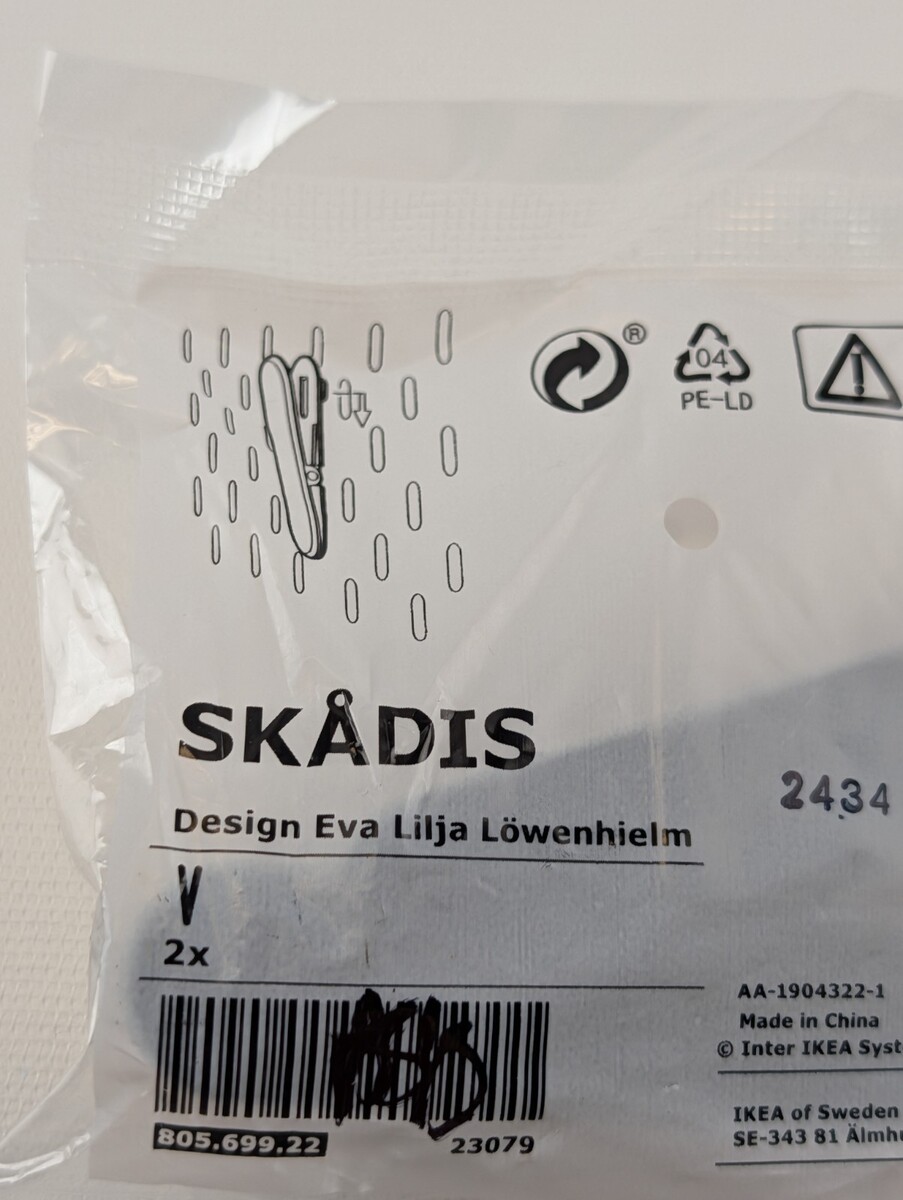 ®
04
PE-LD
!
SKÅDIS
Design Eva Lilja Löwenhielm
2434
2x
AA-1904322-1
Made in China
© Inter IKEA Syst
805.699.22
23079
IKEA of Sweden
SE-343 81 Älmhu